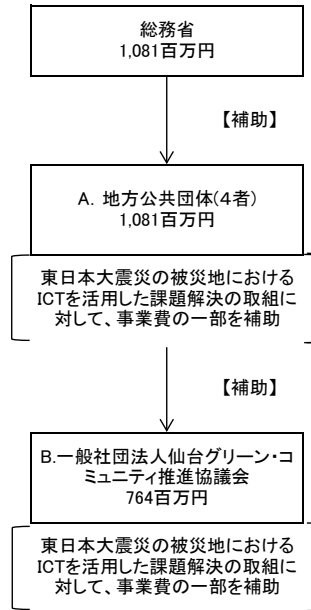 総務省
1,081百万円
【補助】
A. 地方公共団体(4者)
1,081百万円
東日本大震災の被災地における
ICTを活用した課題解決の取組に
対して、事業費の一部を補助
【補助】
B.一般社団法人仙台グリーン・コ
ミュニティ推進協議会
764百万円
東日本大震災の被災地における
ICTを活用した課題解決の取組に
対して、事業費の一部を補助